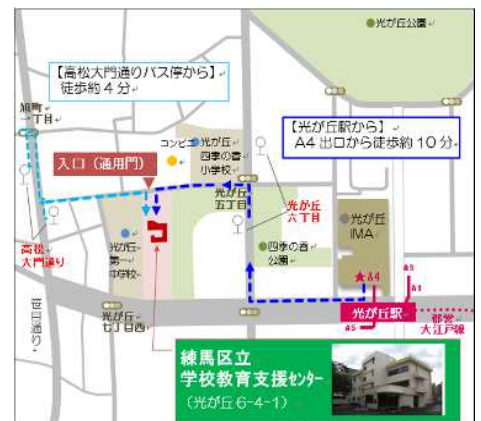 光が丘公園
【高松大門通りバス停から】
徒歩約4分
旭町
一丁目
【光が丘駅から】
A4出口から徒歩約10分
コンビニ
光が丘
四季の香
小学校
入口（通用門）
光が丘
五丁目
光が丘
六丁目
光が丘
IMA
高松
大門通り
光が丘
第一
中学校
四季の香
公園
★A4
A3
A1
笹目通り
光が丘
七丁目西
光が丘駅
A5
都営
大江戸線
練馬区立
学校教育支援センター
（光が丘6-4-1）